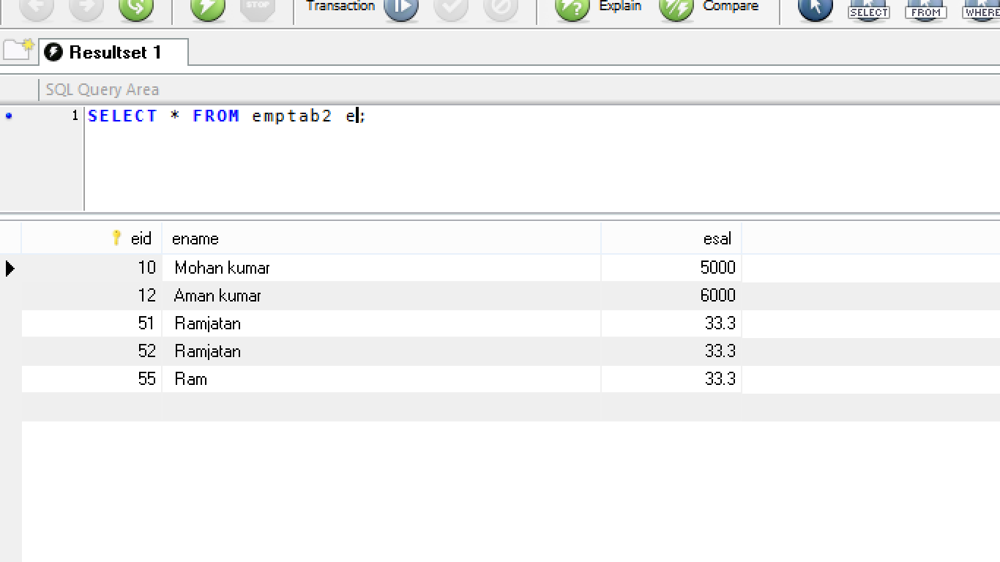 STOP Transaction Explain Compare SELECT FROM WHERE
Resultset 1
SQL Query Area
1 SELECT * FROM emptab2 e;
eid ename esal
10 Mohan kumar 5000
12 Aman kumar 6000
51 Ramjatan 33.3
52 Ramjatan 33.3
55 Ram 33.3